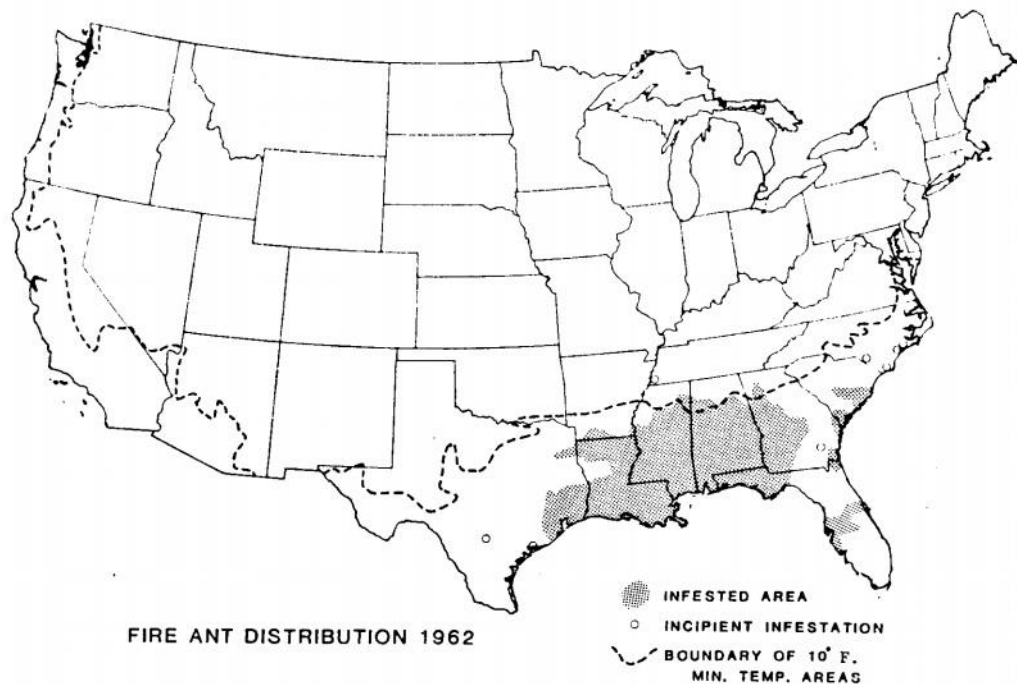 INFESTED AREA
FIRE ANT DISTRIBUTION 1962
INCIPIENT INFESTATION
BOUNDARY OF 10° F.
MIN. TEMP. AREAS